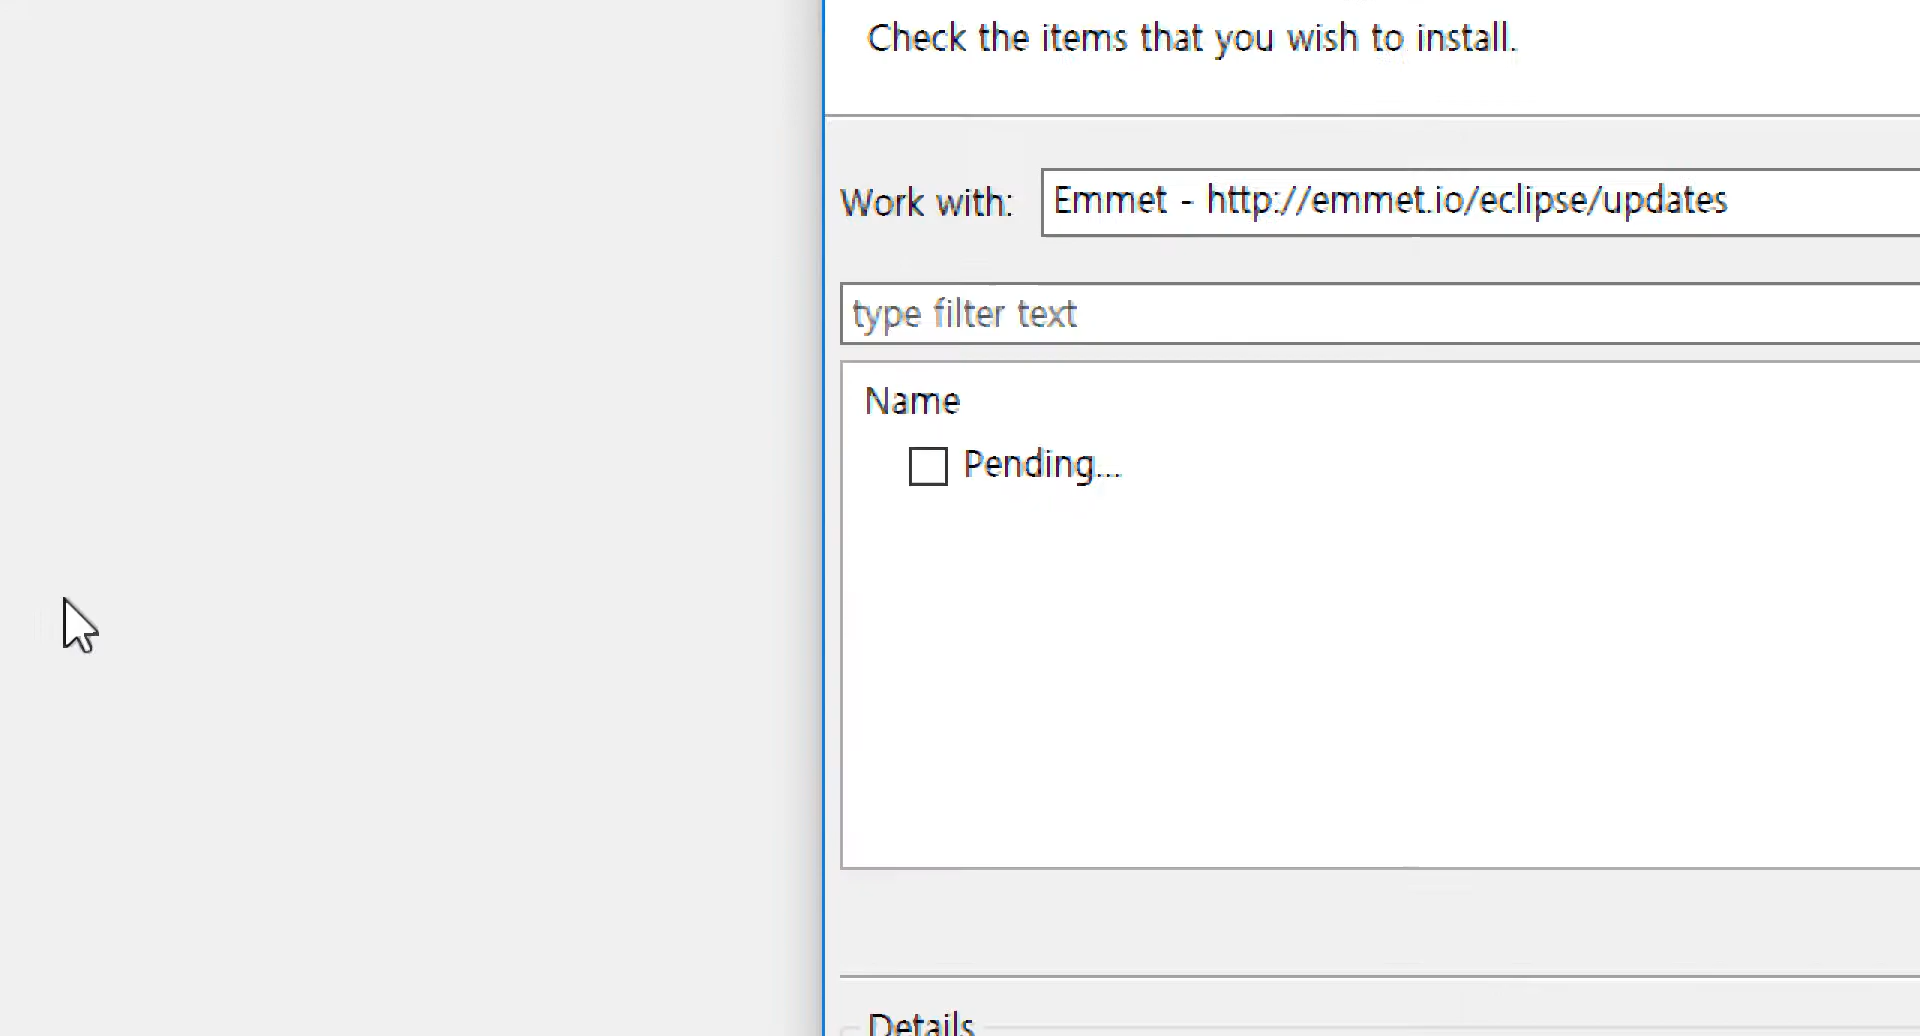 Check the items that you wish to install.
Work with: Emmet - http://emmet.io/eclipse/updates
type filter text
Name
Pending...
Details